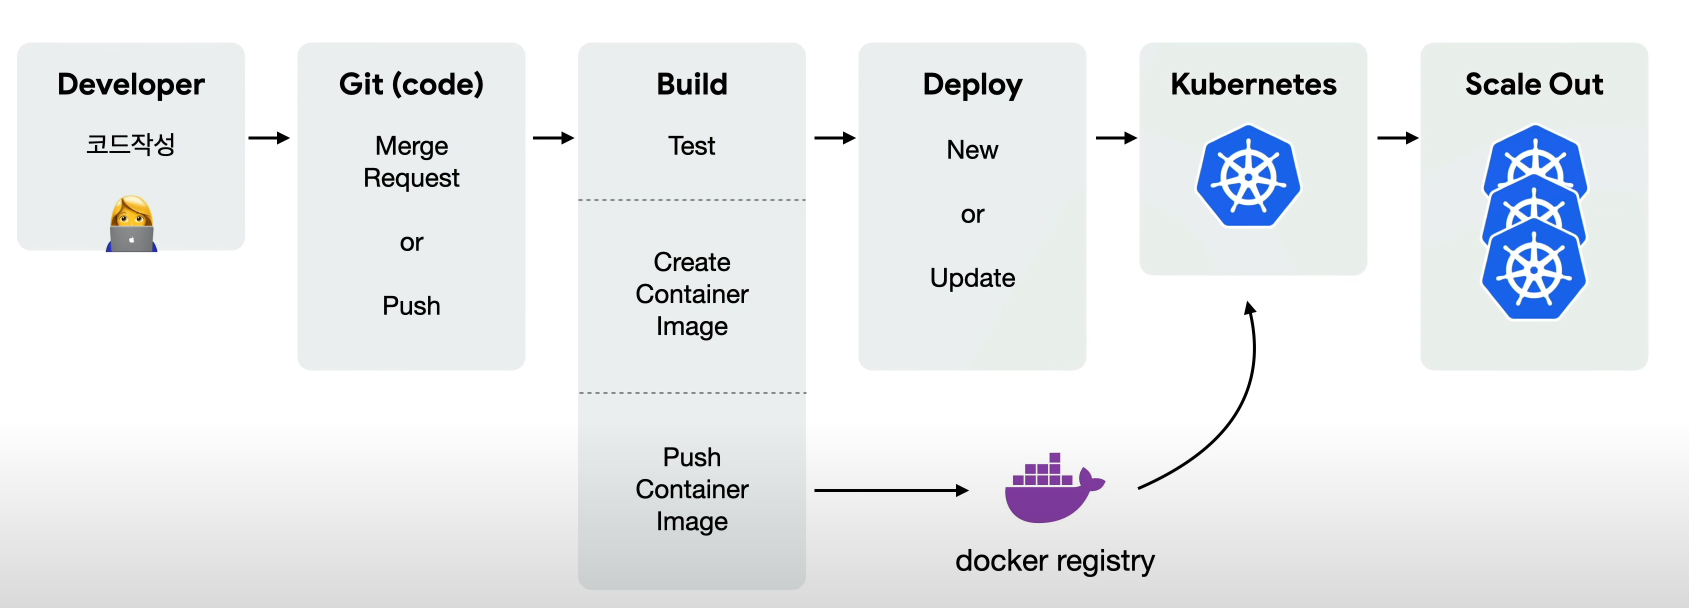 Developer
코드작성
Git (code)
Merge
Request
or
Push
Build
Test
Create
Container
Image
Push
Container
Image
Deploy
New
or
Update
Kubernetes
Scale Out
docker registry